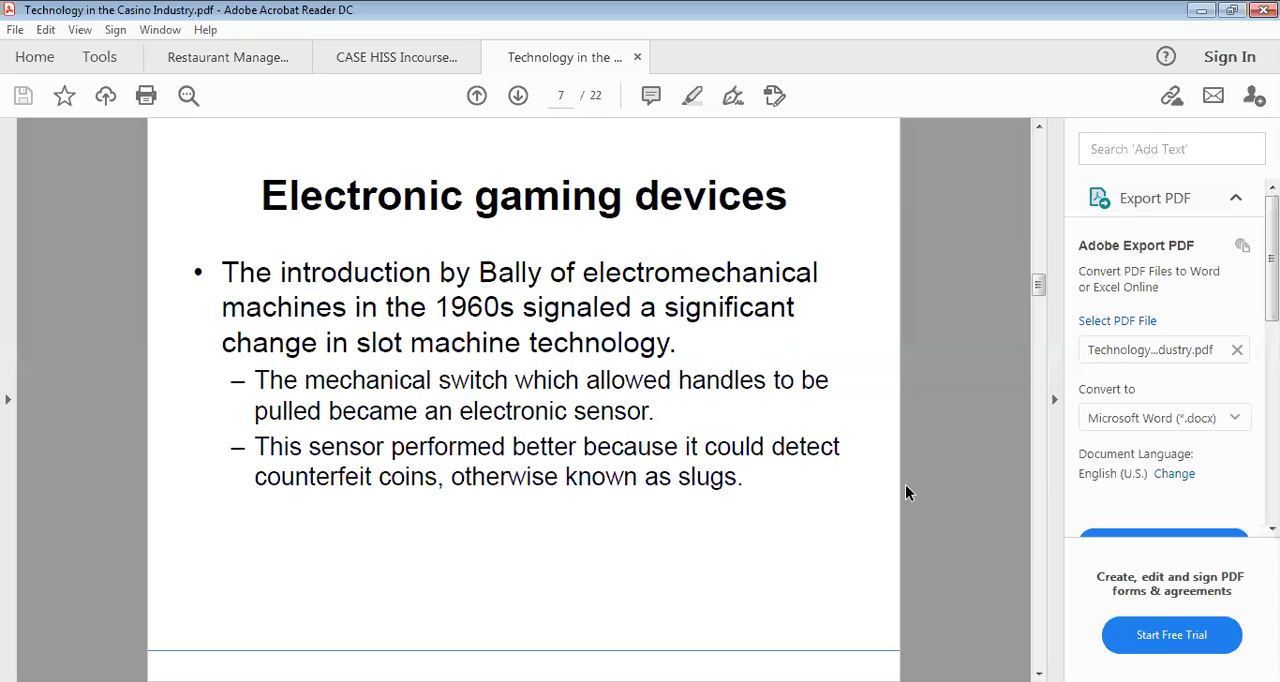 Technology in the Casino Industry.pdf - Adobe Acrobat Reader DC
File Edit View Sign Window Help
Home Tools Restaurant Manage... CASE HISS Incourse... Technology in the ... × Sign In
7 / 22
Electronic gaming devices
• The introduction by Bally of electromechanical
machines in the 1960s signaled a significant
change in slot machine technology.
– The mechanical switch which allowed handles to be
pulled became an electronic sensor.
– This sensor performed better because it could detect
counterfeit coins, otherwise known as slugs.
Search 'Add Text'
Export PDF
Adobe Export PDF
Convert PDF Files to Word
or Excel Online
Select PDF File
Technology...dustry.pdf
Convert to
Microsoft Word (*.docx)
Document Language:
English (U.S.) Change
Create, edit and sign PDF
forms & agreements
Start Free Trial